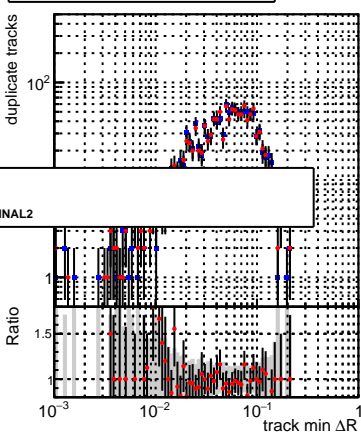 duplicate tracks
10²
INAL2
1
Ratio
1.5
1
10⁻³ 10⁻² 10⁻¹ 1
track min ΔR